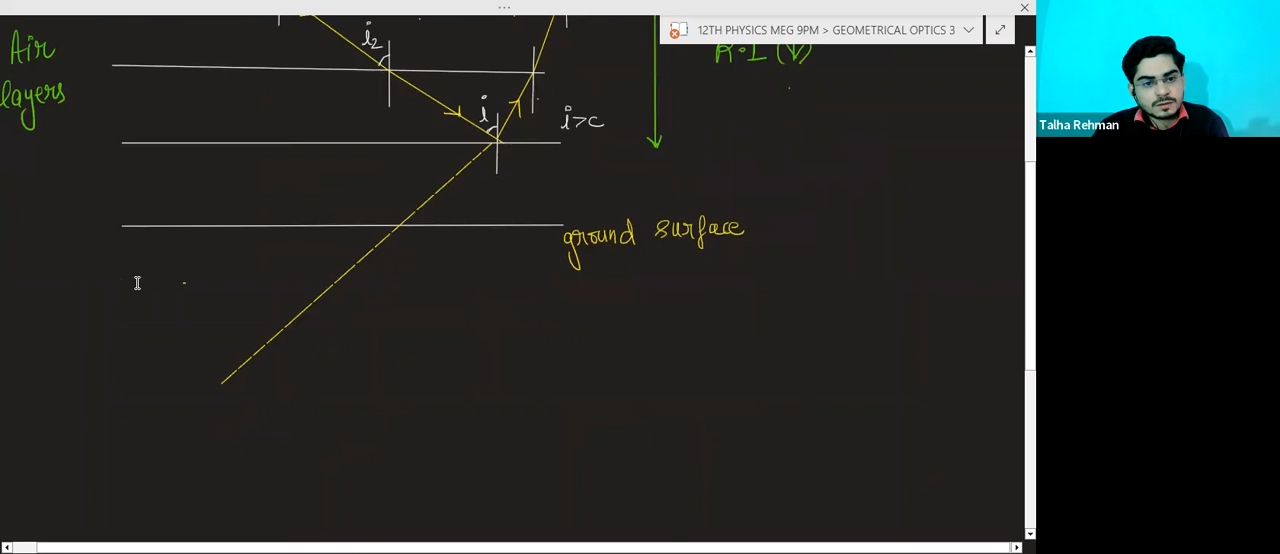 12TH PHYSICS MEG 9PM > GEOMETRICAL OPTICS 3
Talha Rehman
Air
layers
i2
R.I (↓)
i
i>c
ground surface